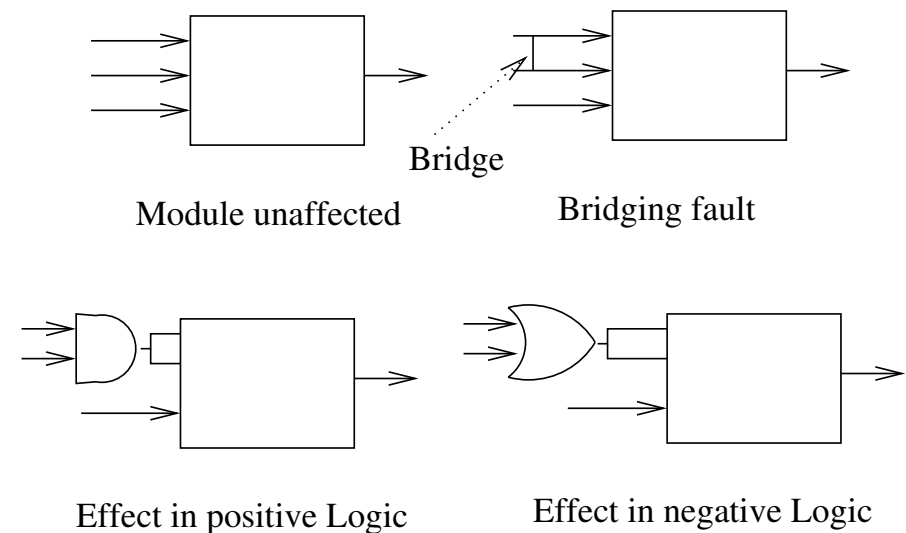 Bridge
Module unaffected
Bridging fault
Effect in positive Logic
Effect in negative Logic